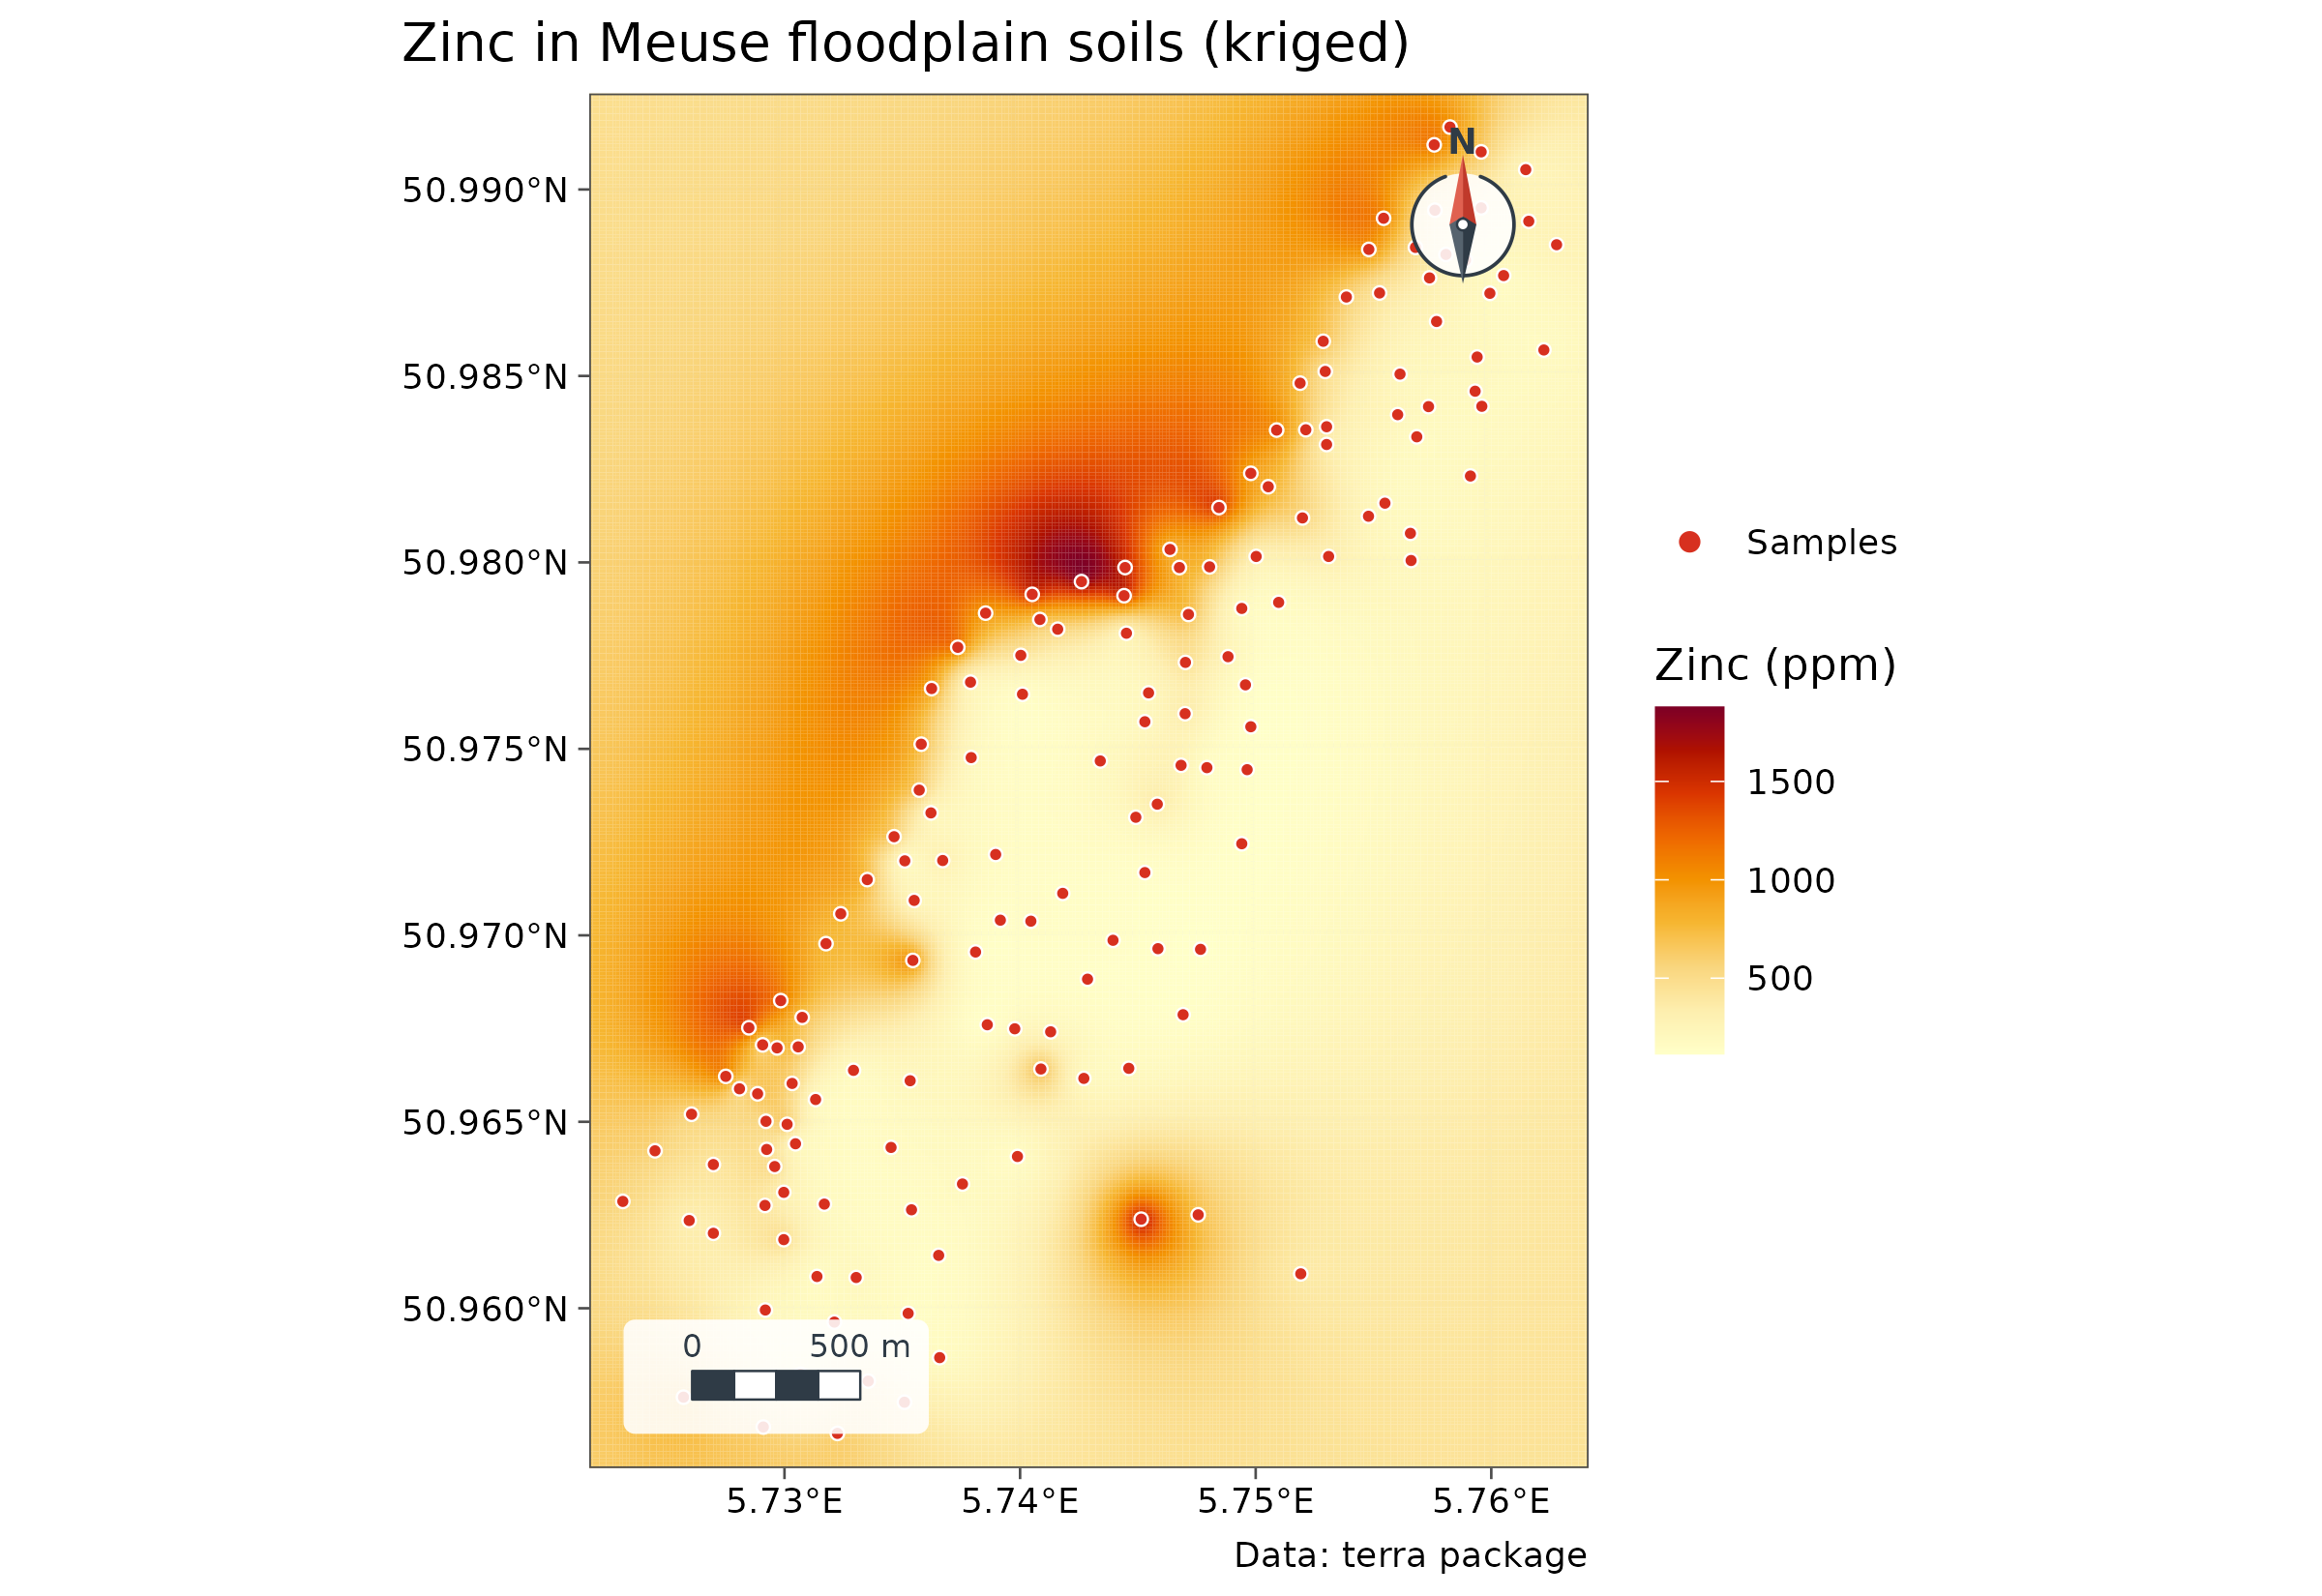 Zinc in Meuse floodplain soils (kriged)
N
50.990°N
50.985°N
50.980°N
50.975°N
50.970°N
50.965°N
50.960°N
0 500 m
5.73°E 5.74°E 5.75°E 5.76°E
Samples
Zinc (ppm)
1500
1000
500
Data: terra package